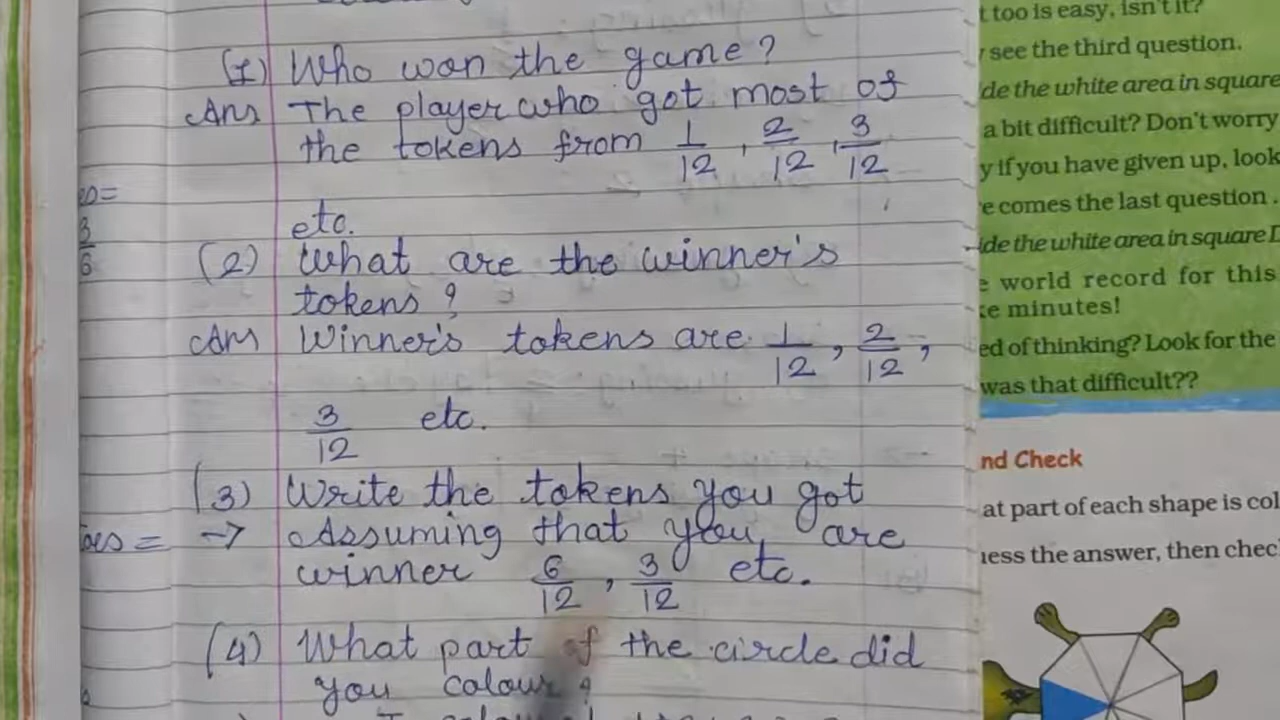 (1) Who won the game?
Ans The player who got most of
the tokens from 1/12, 2/12, 3/12
etc.
(2) What are the winner's
tokens?
Ans Winner's tokens are 1/12, 2/12,
3/12 etc.
(3) Write the tokens you got
→ Assuming that you are
winner 6/12, 3/12 etc.
(4) What part of the circle did
you colour?
3/6
t too is easy, isn't it?
see the third question.
de the white area in square
a bit difficult? Don't worry
y if you have given up, look
e comes the last question.
ide the white area in square D
e world record for this
e minutes!
ed of thinking? Look for the
was that difficult??
nd Check
at part of each shape is col
uess the answer, then chec